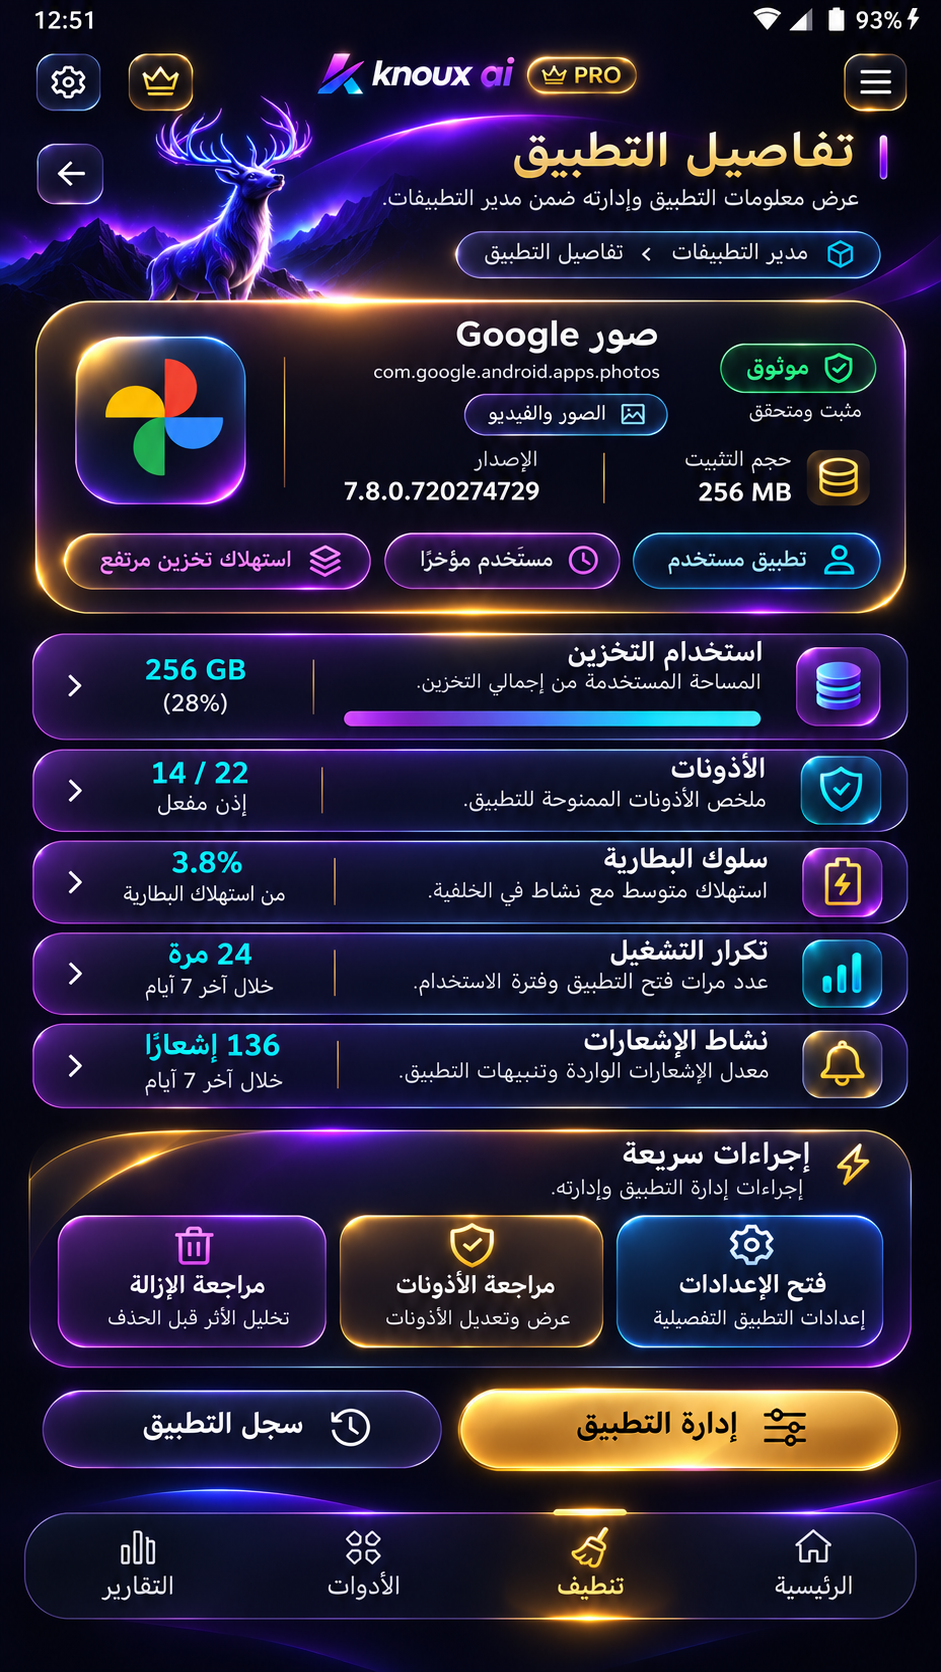 12:51
93%
knoux ai
PRO
تفاصيل التطبيق
عرض معلومات التطبيق وإدارته ضمن مدير التطبيفات.
مدير التطبيفات > تفاصيل التطبيق
صور Google
com.google.android.apps.photos
الصور والفيديو
موثوق
مثبت ومتحقق
حجم التثبيت
256 MB
الإصدار
7.8.0.720274729
تطبيق مستخدم
مستَخدم مؤخرًا
استهلاك تخزين مرتفع
استخدام التخزين
المساحة المستخدمة من إجمالي التخزين.
256 GB
(28%)
الأذونات
ملخص الأذونات الممنوحة للتطبيق.
14 / 22
إذن مفعل
سلوك البطارية
استهلاك متوسط مع نشاط في الخلفية.
3.8%
من استهلاك البطارية
تكرار التشغيل
عدد مرات فتح التطبيق وفترة الاستخدام.
24 مرة
خلال آخر 7 أيام
نشاط الإشعارات
معدل الإشعارات الواردة وتنبيهات التطبيق.
136 إشعارًا
خلال آخر 7 أيام
إجراءات سريعة
إجراءات إدارة التطبيق وإدارته.
فتح الإعدادات
إعدادات التطبيق التفصيلية
مراجعة الأذونات
عرض وتعديل الأذونات
مراجعة الإزالة
تخليل الأثر قبل الحذف
إدارة التطبيق
سجل التطبيق
الرئيسية
تنطيف
الأدوات
التقارير